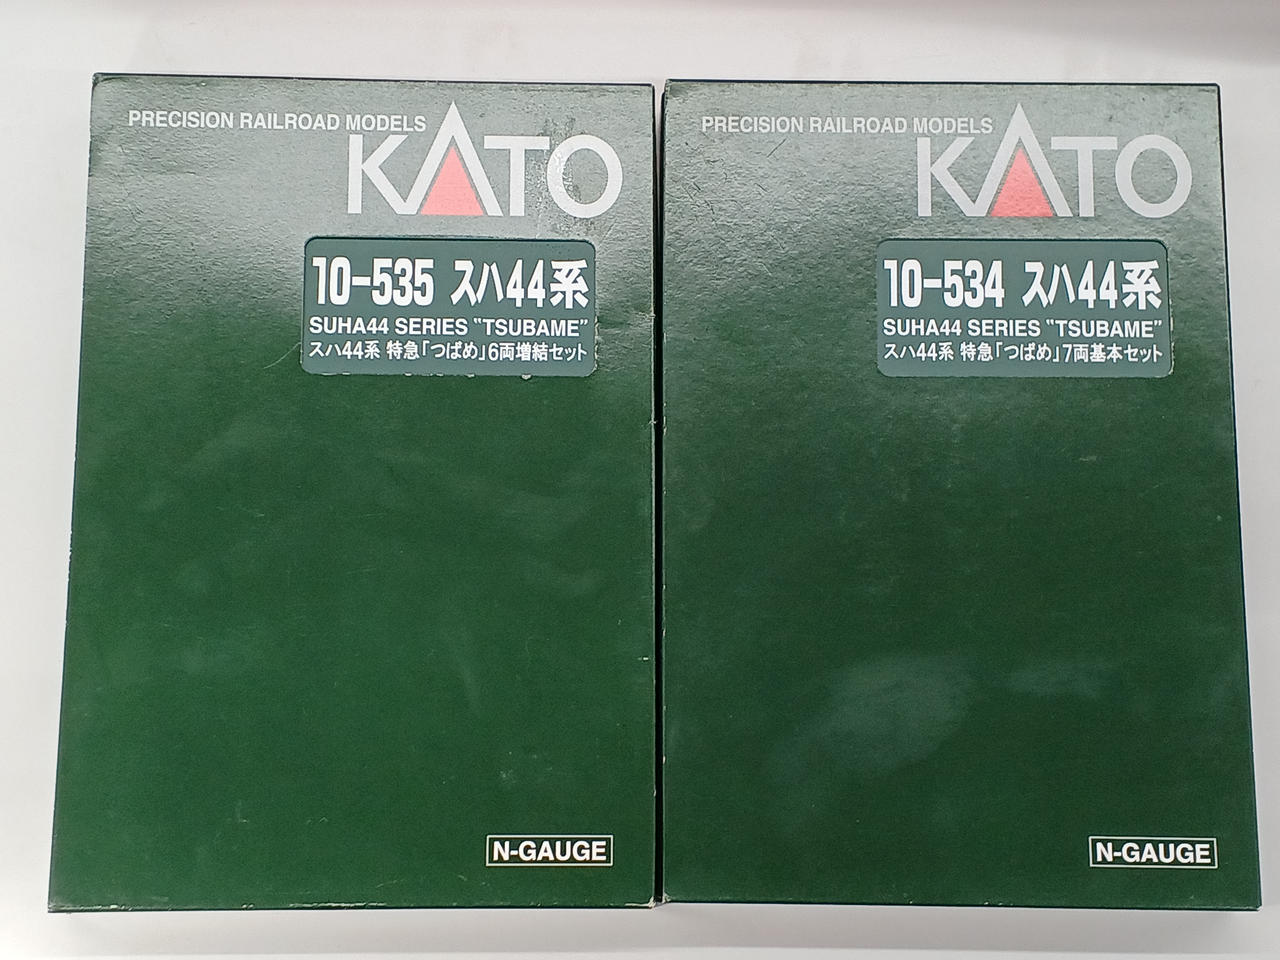 PRECISION RAILROAD MODELS
KATO
10-535 スハ44系
SUHA44 SERIES "TSUBAME"
スハ44系 特急「つばめ」6両増結セット
N-GAUGE
PRECISION RAILROAD MODELS
KATO
10-534 スハ44系
SUHA44 SERIES "TSUBAME"
スハ44系 特急「つばめ」7両基本セット
N-GAUGE